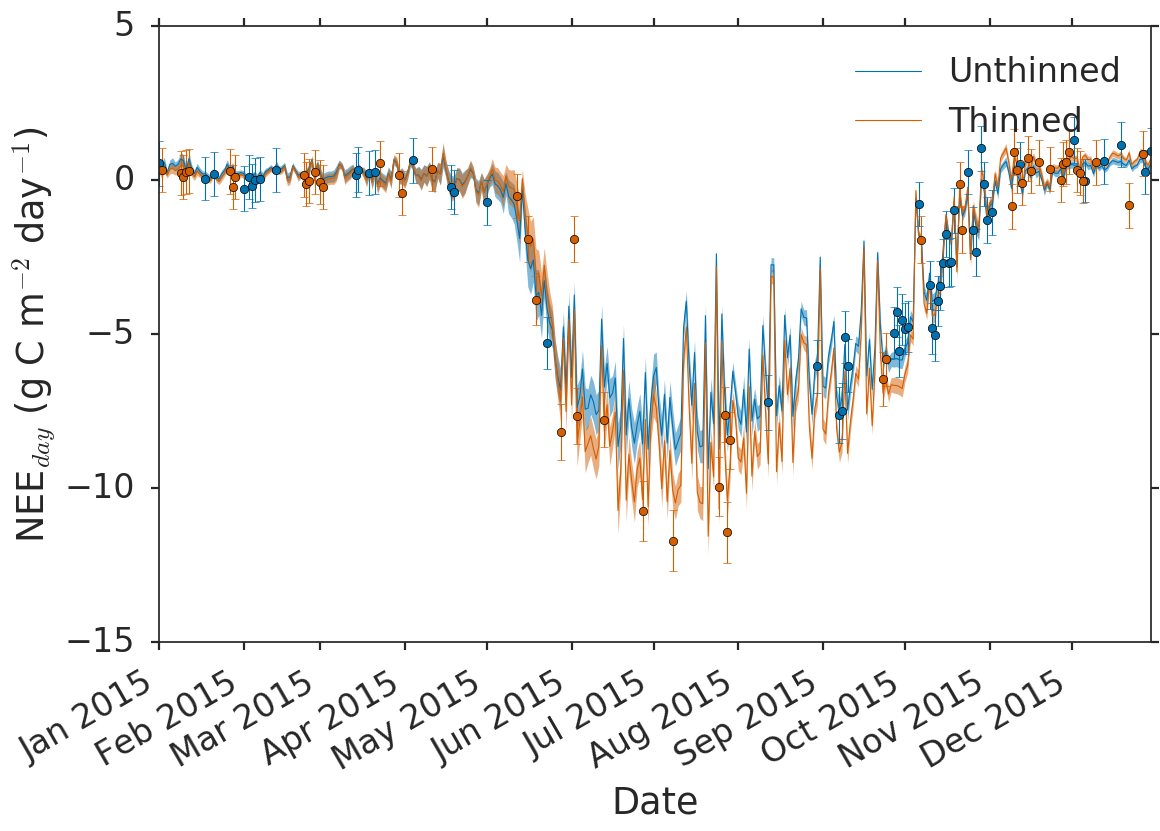 5
0
−5
−10
−15
NEE_{day} (g C m^{−2} day^{−1})
Unthinned
Thinned
Jan 2015
Feb 2015
Mar 2015
Apr 2015
May 2015
Jun 2015
Jul 2015
Aug 2015
Sep 2015
Oct 2015
Nov 2015
Dec 2015
Date